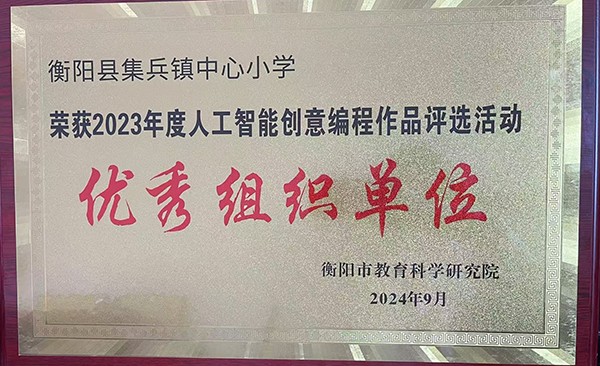 衡阳县集兵镇中心小学
荣获2023年度人工智能创意编程作品评选活动
优秀组织单位
衡阳市教育科学研究院
2024年9月